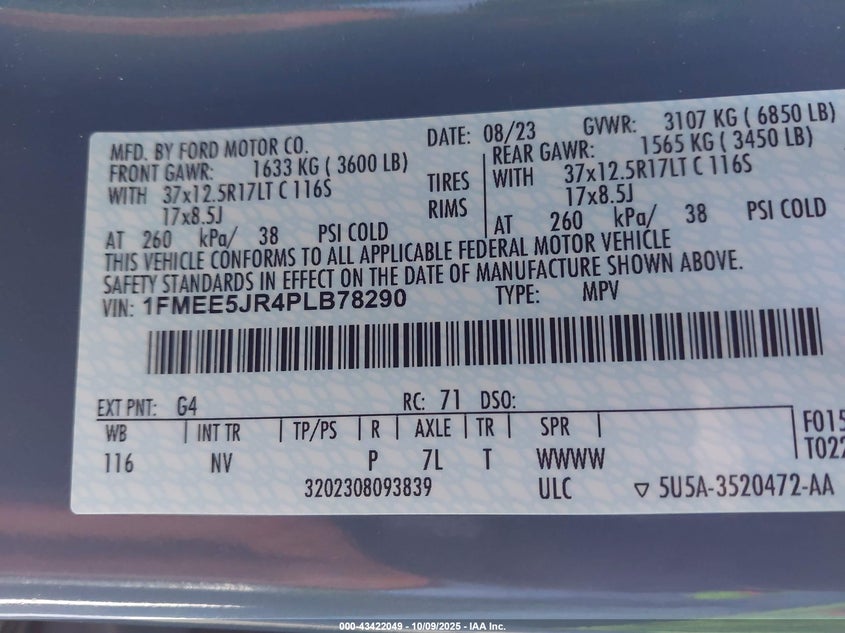 MFD. BY FORD MOTOR CO. DATE: 08/23 GVWR: 3107 KG ( 6850 LB)
FRONT GAWR: 1633 KG ( 3600 LB) REAR GAWR: 1565 KG ( 3450 LB)
WITH 37x12.5R17LT C 116S TIRES WITH 37x12.5R17LT C 116S
17x8.5J RIMS 17x8.5J
AT 260 kPa/ 38 PSI COLD AT 260 kPa/ 38 PSI COLD
THIS VEHICLE CONFORMS TO ALL APPLICABLE FEDERAL MOTOR VEHICLE
SAFETY STANDARDS IN EFFECT ON THE DATE OF MANUFACTURE SHOWN ABOVE.
VIN: 1FMEE5JR4PLB78290 TYPE: MPV
EXT PNT: G4 RC: 71 DSO:
WB | INT TR | TP/PS | R | AXLE | TR | SPR | F015
116 NV P 7L T WWWW T022
3202308093839 ULC ▽ 5U5A-3520472-AA
000-43422049 - 10/09/2025 - IAA Inc.